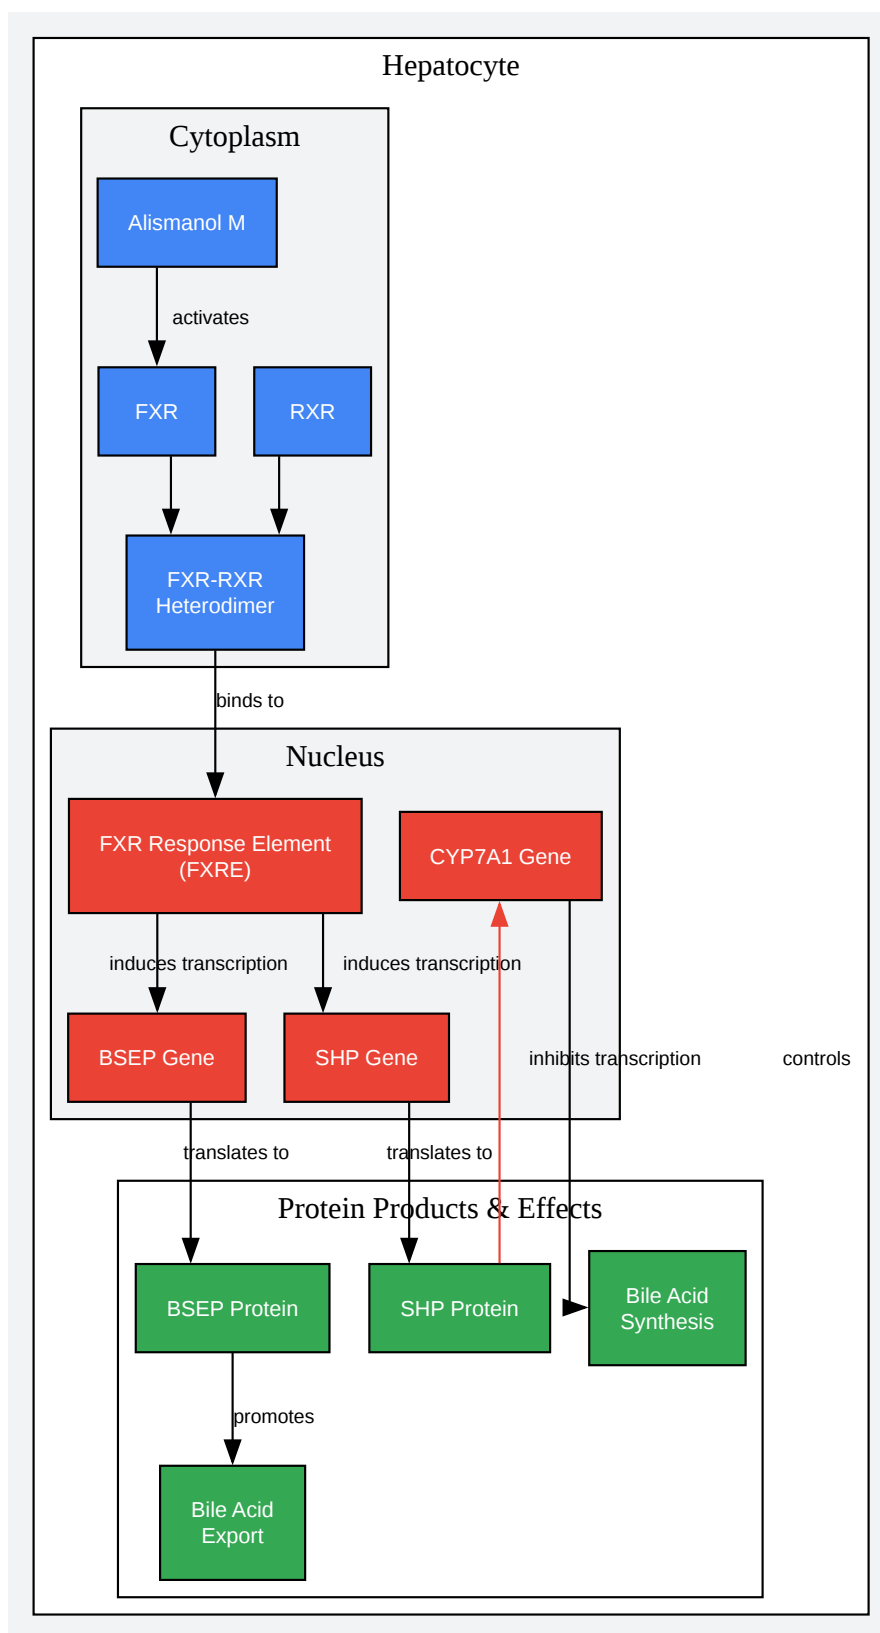 Hepatocyte
Cytoplasm
Alismanol M
activates
FXR
RXR
FXR-RXR
Heterodimer
binds to
Nucleus
FXR Response Element
(FXRE)
CYP7A1 Gene
induces transcription
induces transcription
BSEP Gene
SHP Gene
inhibits transcription
controls
translates to
translates to
Protein Products & Effects
BSEP Protein
SHP Protein
Bile Acid
Synthesis
promotes
Bile Acid
Export